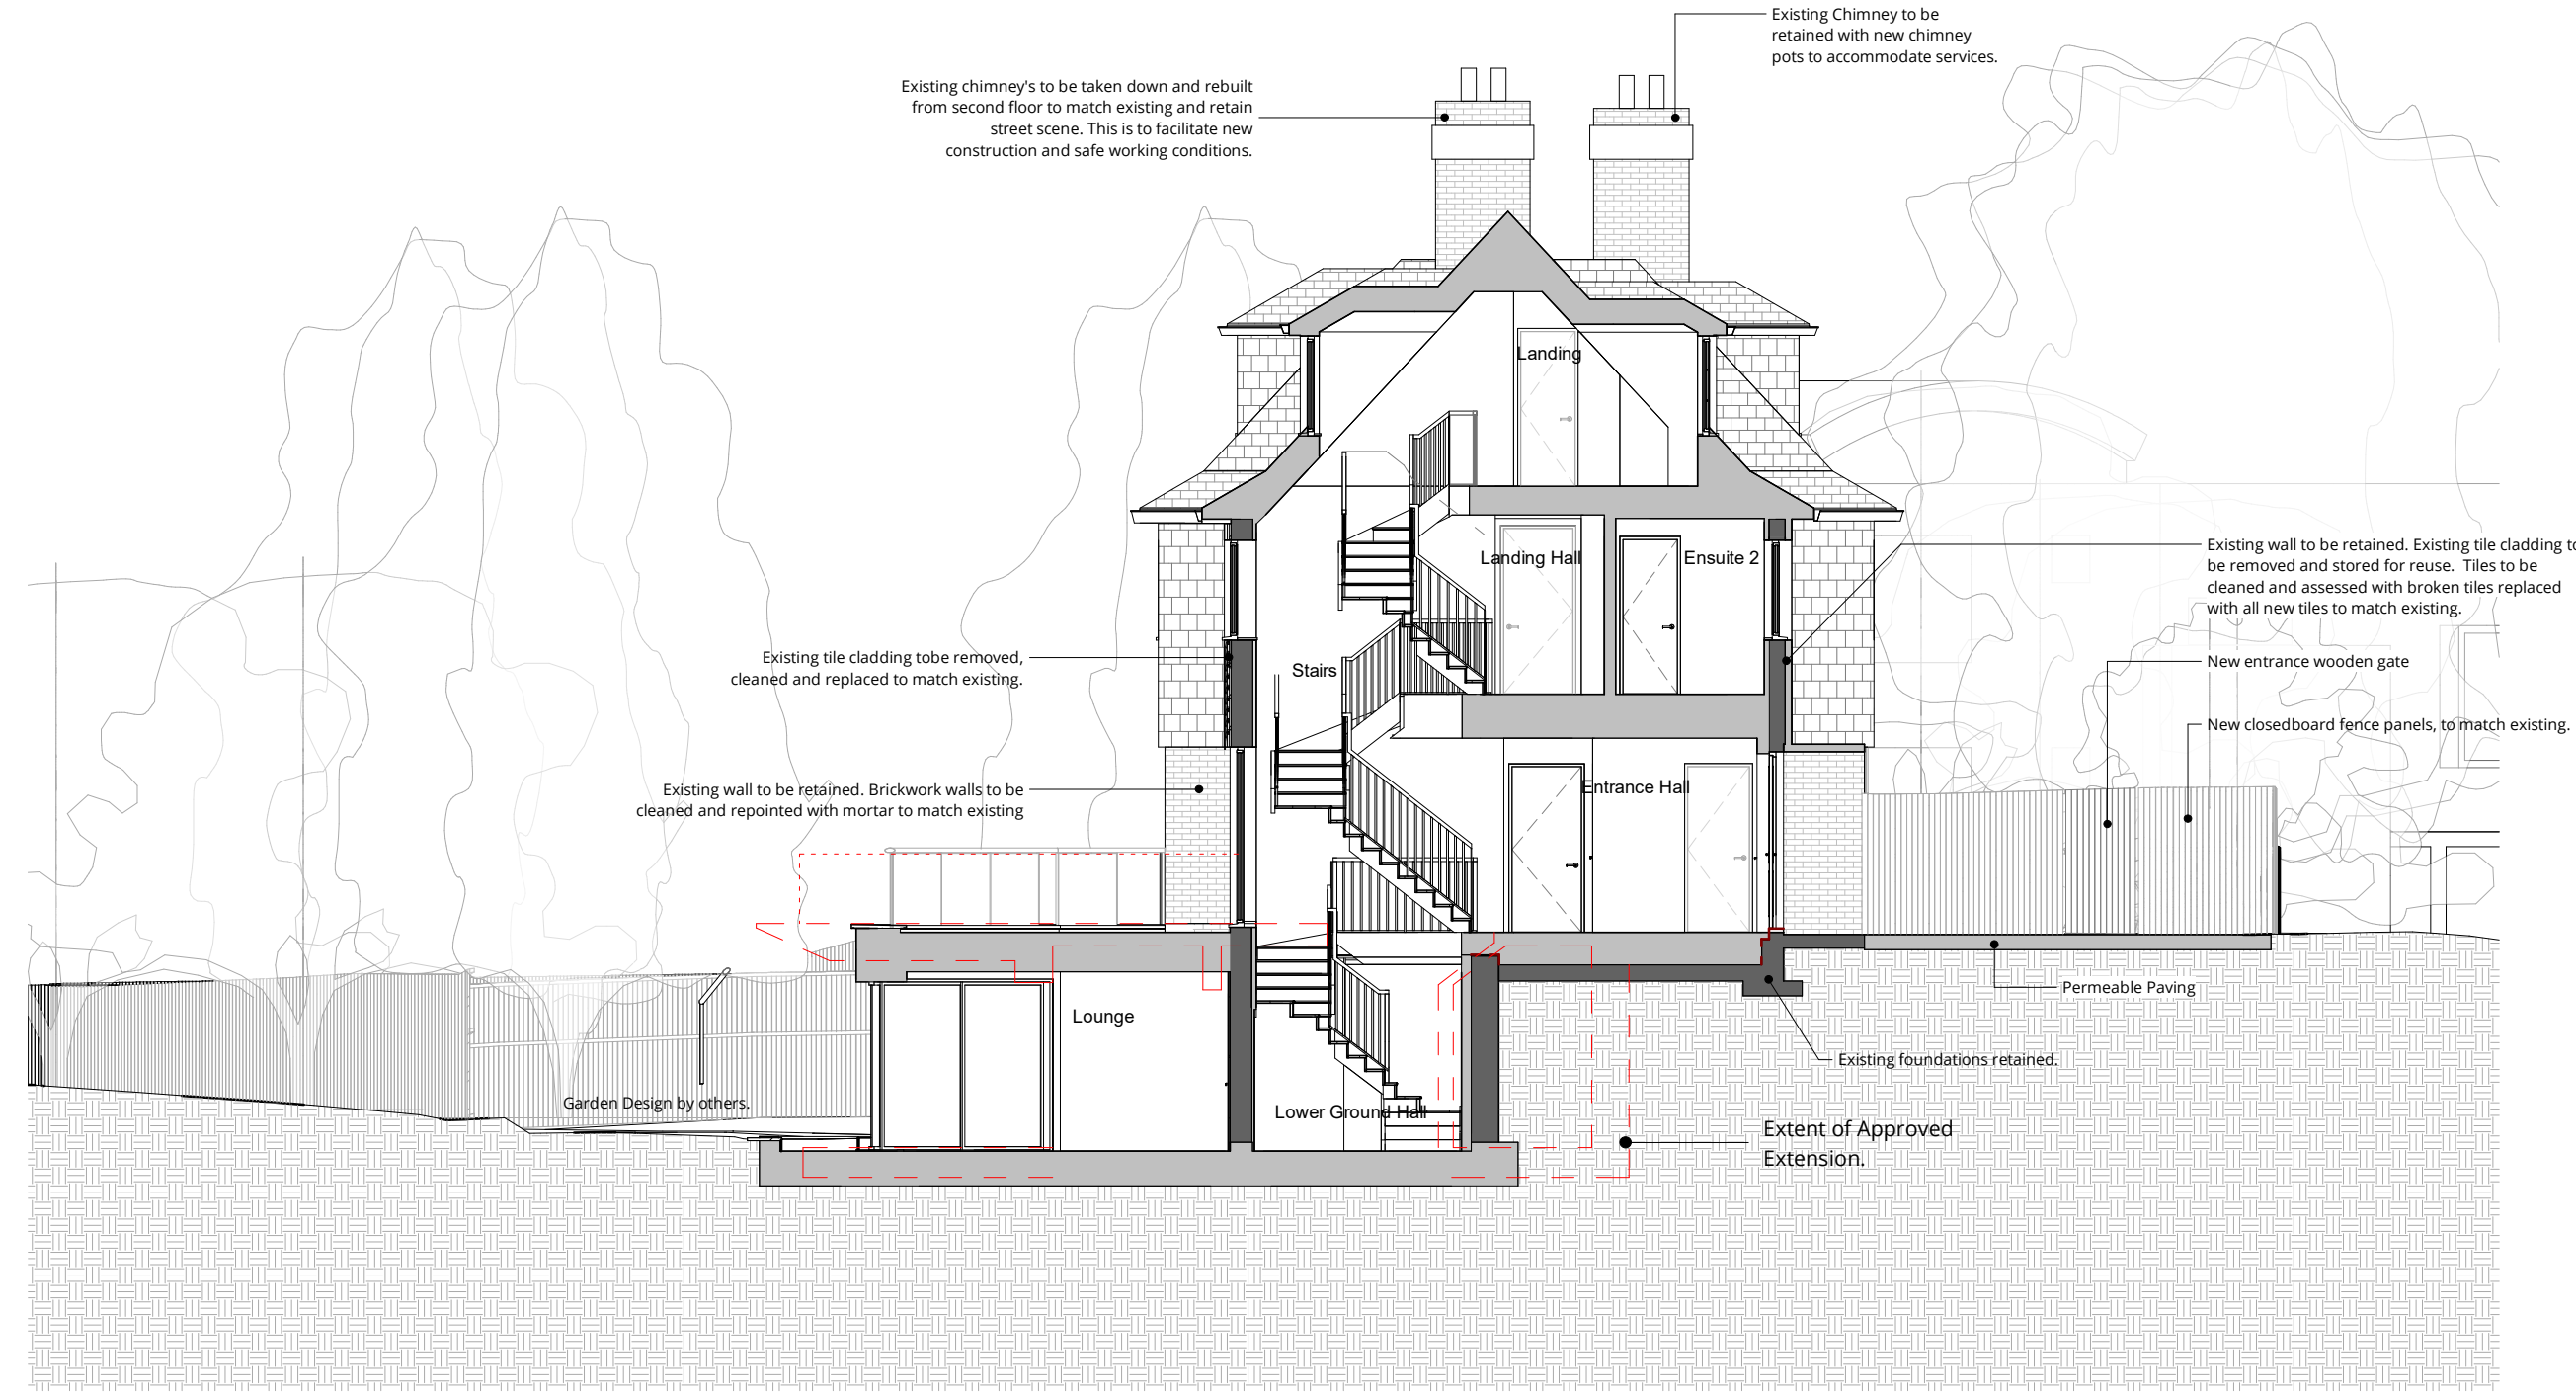 Existing Chimney to be
retained with new chimney
pots to accommodate services.
Existing chimney's to be taken down and rebuilt
from second floor to match existing and retain
street scene. This is to facilitate new
construction and safe working conditions.
Landing
Landing Hall
Ensuite 2
Existing wall to be retained. Existing tile cladding to
be removed and stored for reuse. Tiles to be
cleaned and assessed with broken tiles replaced
with all new tiles to match existing.
Existing tile cladding tobe removed,
cleaned and replaced to match existing.
Stairs
New entrance wooden gate
New closedboard fence panels, to match existing.
Existing wall to be retained. Brickwork walls to be
cleaned and repointed with mortar to match existing
Entrance Hall
Permeable Paving
Lounge
Existing foundations retained.
Garden Design by others.
Lower Ground Hall
Extent of Approved
Extension.